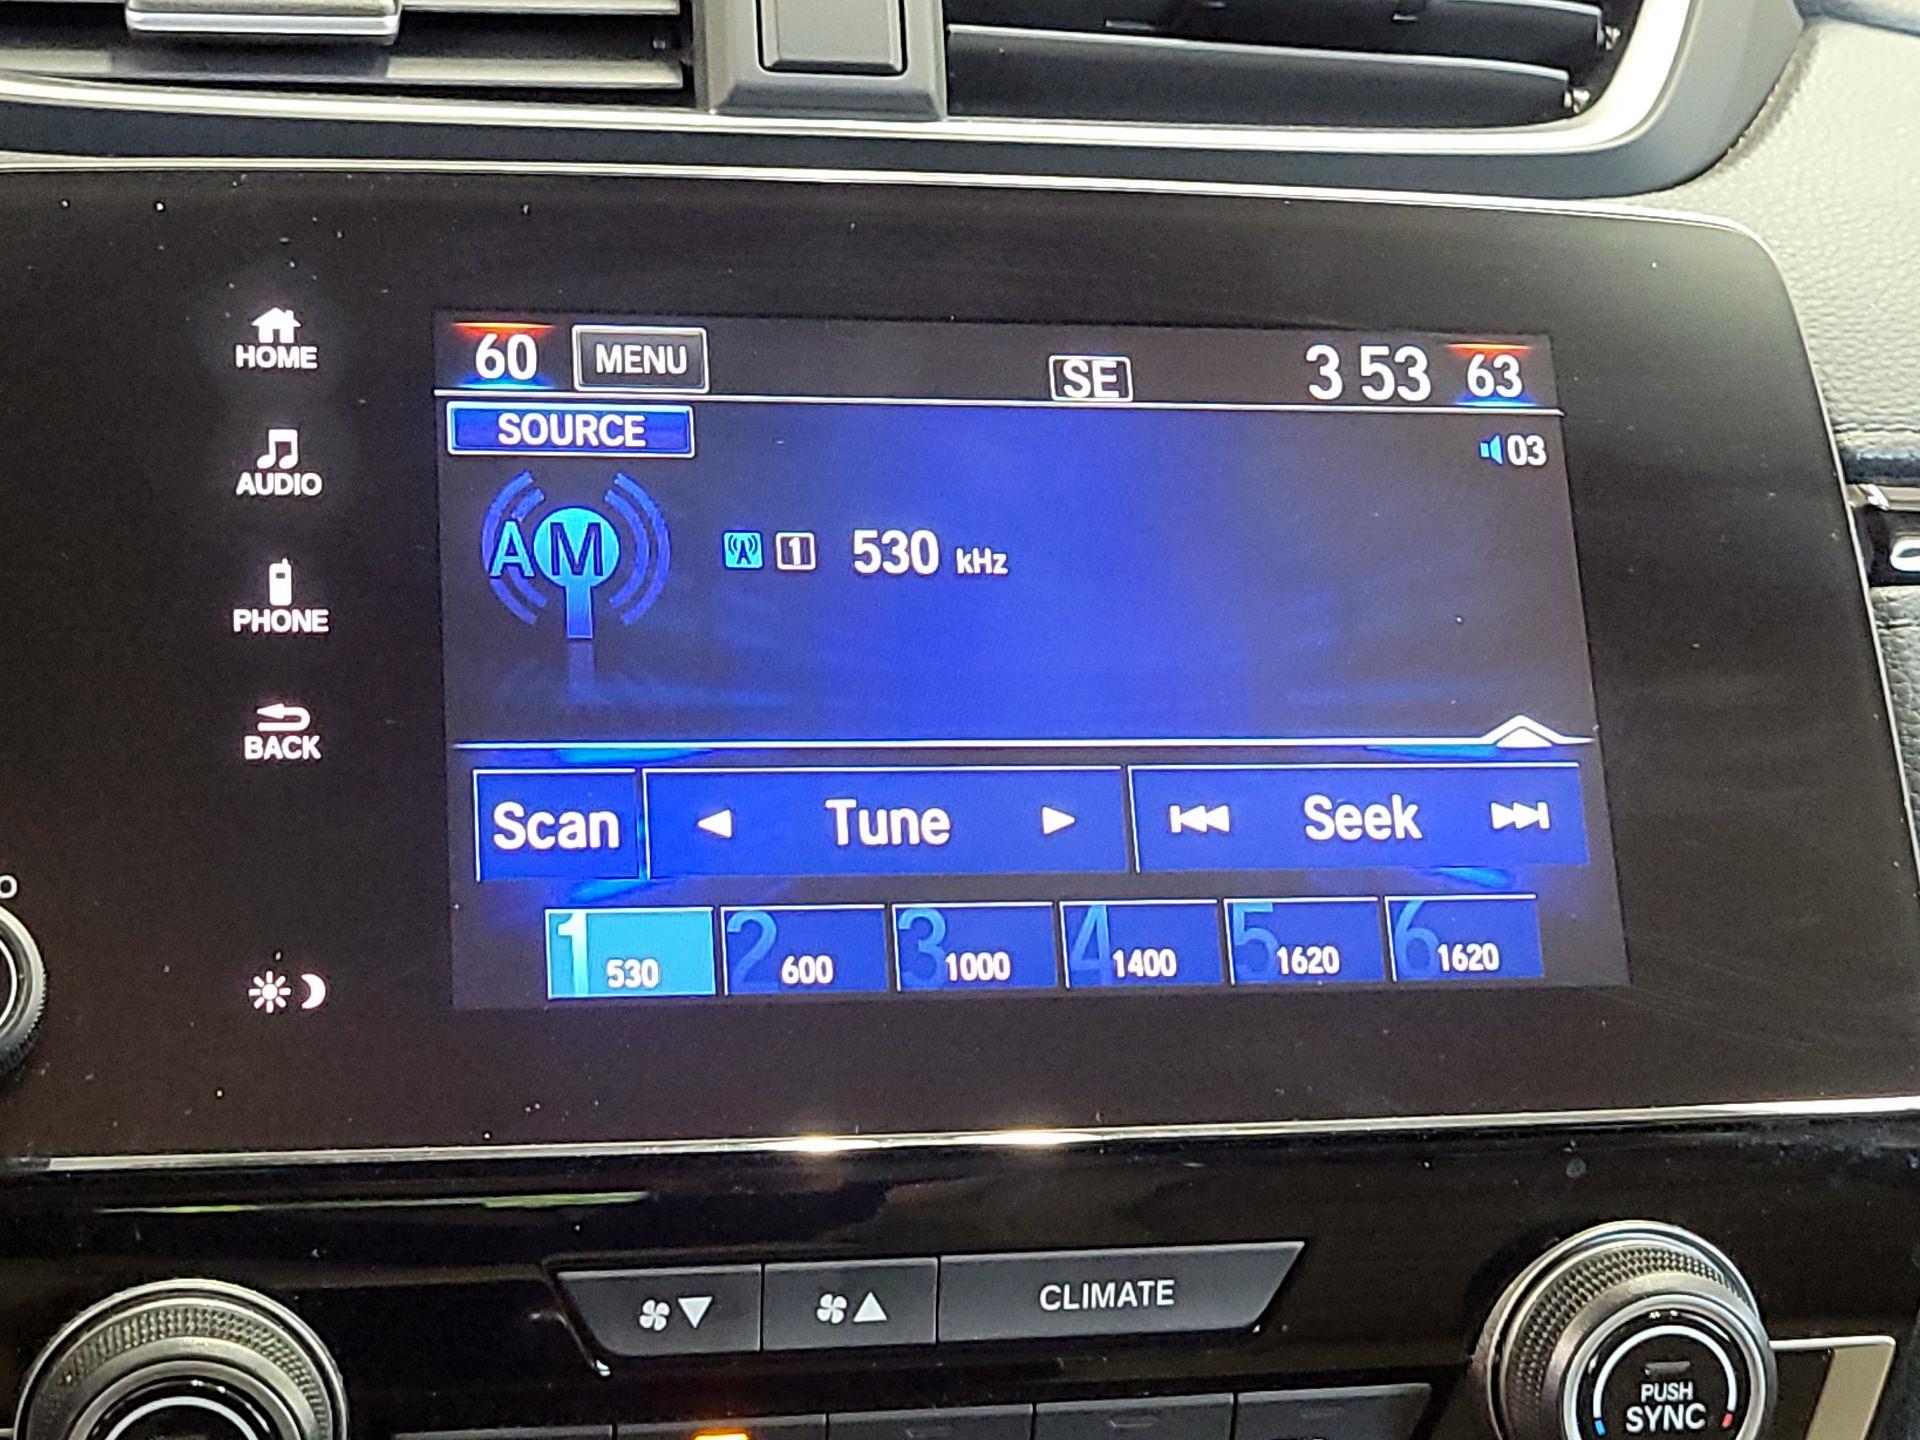 HOME
AUDIO
PHONE
BACK
60 MENU SE 3 53 63
SOURCE
03
AM 1 530 kHz
Scan Tune Seek
1 530 2 600 3 1000 4 1400 5 1620 6 1620
CLIMATE
PUSH
SYNC